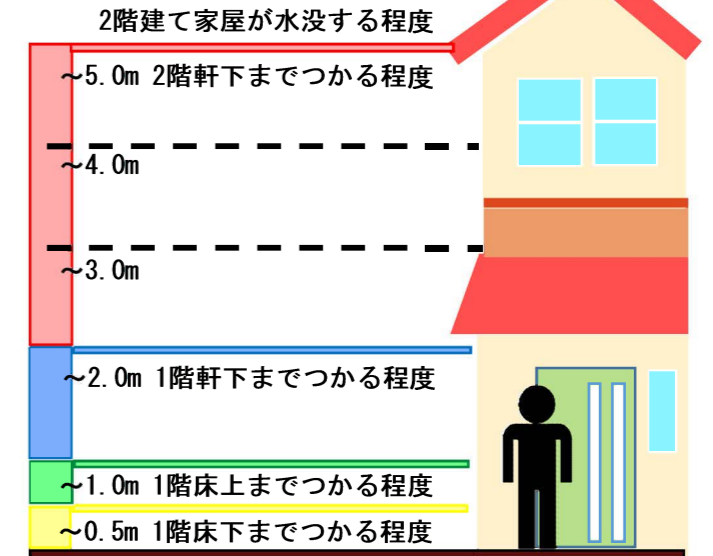 2階建て家屋が水没する程度
～5.0m 2階軒下までつかる程度
～4.0m
～3.0m
～2.0m 1階軒下までつかる程度
～1.0m 1階床上までつかる程度
～0.5m 1階床下までつかる程度